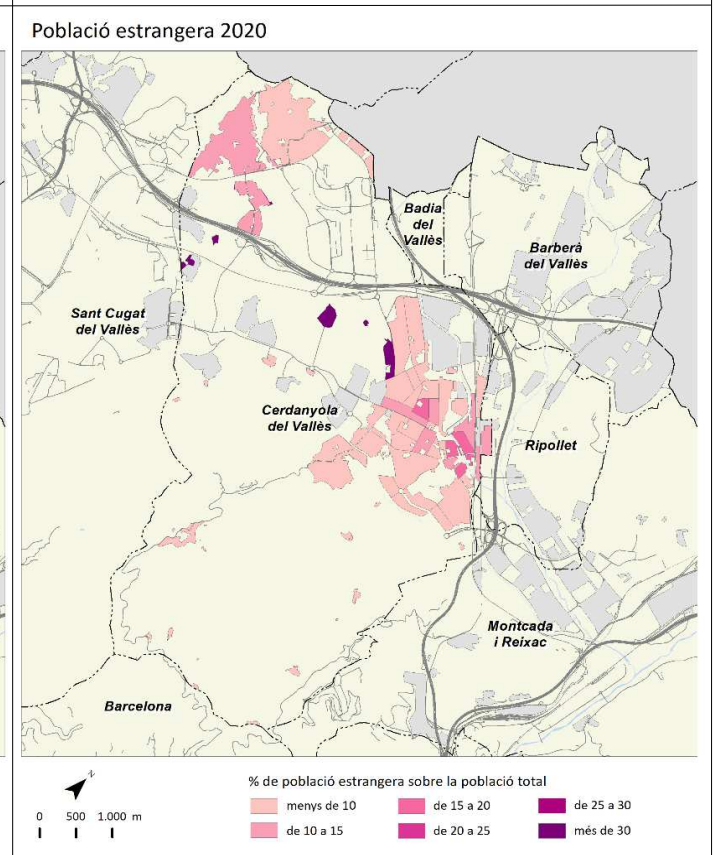 Població estrangera 2020
Badia
del
Vallès
Barberà
del Vallès
Sant Cugat
del Vallès
Cerdanyola
del Vallès
Ripollet
Montcada
i Reixac
Barcelona
N
0 500 1.000 m
% de població estrangera sobre la població total
menys de 10
de 15 a 20
de 25 a 30
de 10 a 15
de 20 a 25
més de 30